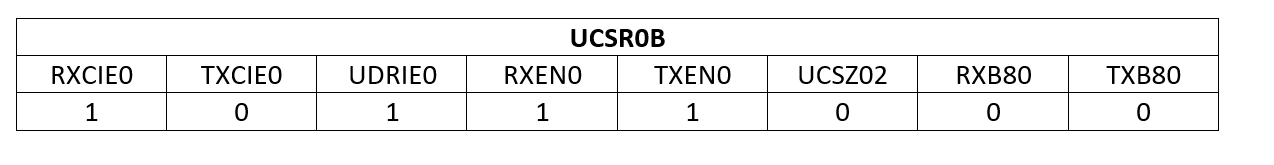 UCSR0B
RXCIE0 TXCIE0 UDRIE0 RXEN0 TXEN0 UCSZ02 RXB80 TXB80
1 0 1 1 1 0 0 0